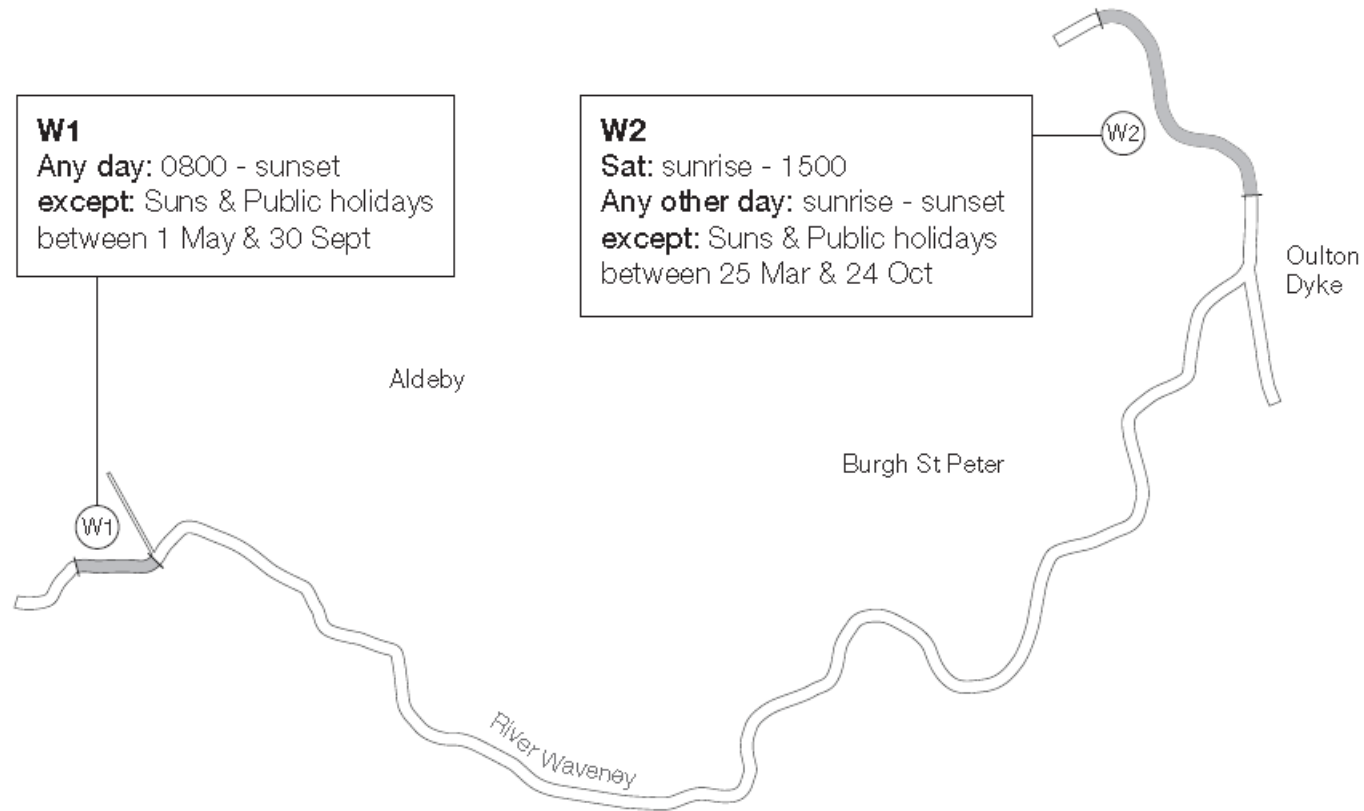 W1
Any day: 0800 - sunset
except: Suns & Public holidays
between 1 May & 30 Sept
W2
Sat: sunrise - 1500
Any other day: sunrise - sunset
except: Suns & Public holidays
between 25 Mar & 24 Oct
W2
Oulton
Dyke
Aldeby
Burgh St Peter
W1
River Waveney